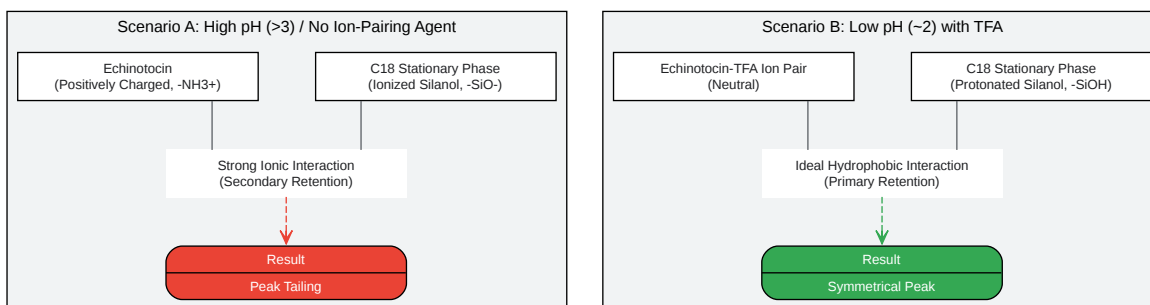 Scenario A: High pH (>3) / No Ion-Pairing Agent
Echinotocin
(Positively Charged, -NH3+)
C18 Stationary Phase
(Ionized Silanol, -SiO-)
Strong Ionic Interaction
(Secondary Retention)
Result
Peak Tailing
Scenario B: Low pH (~2) with TFA
Echinotocin-TFA Ion Pair
(Neutral)
C18 Stationary Phase
(Protonated Silanol, -SiOH)
Ideal Hydrophobic Interaction
(Primary Retention)
Result
Symmetrical Peak